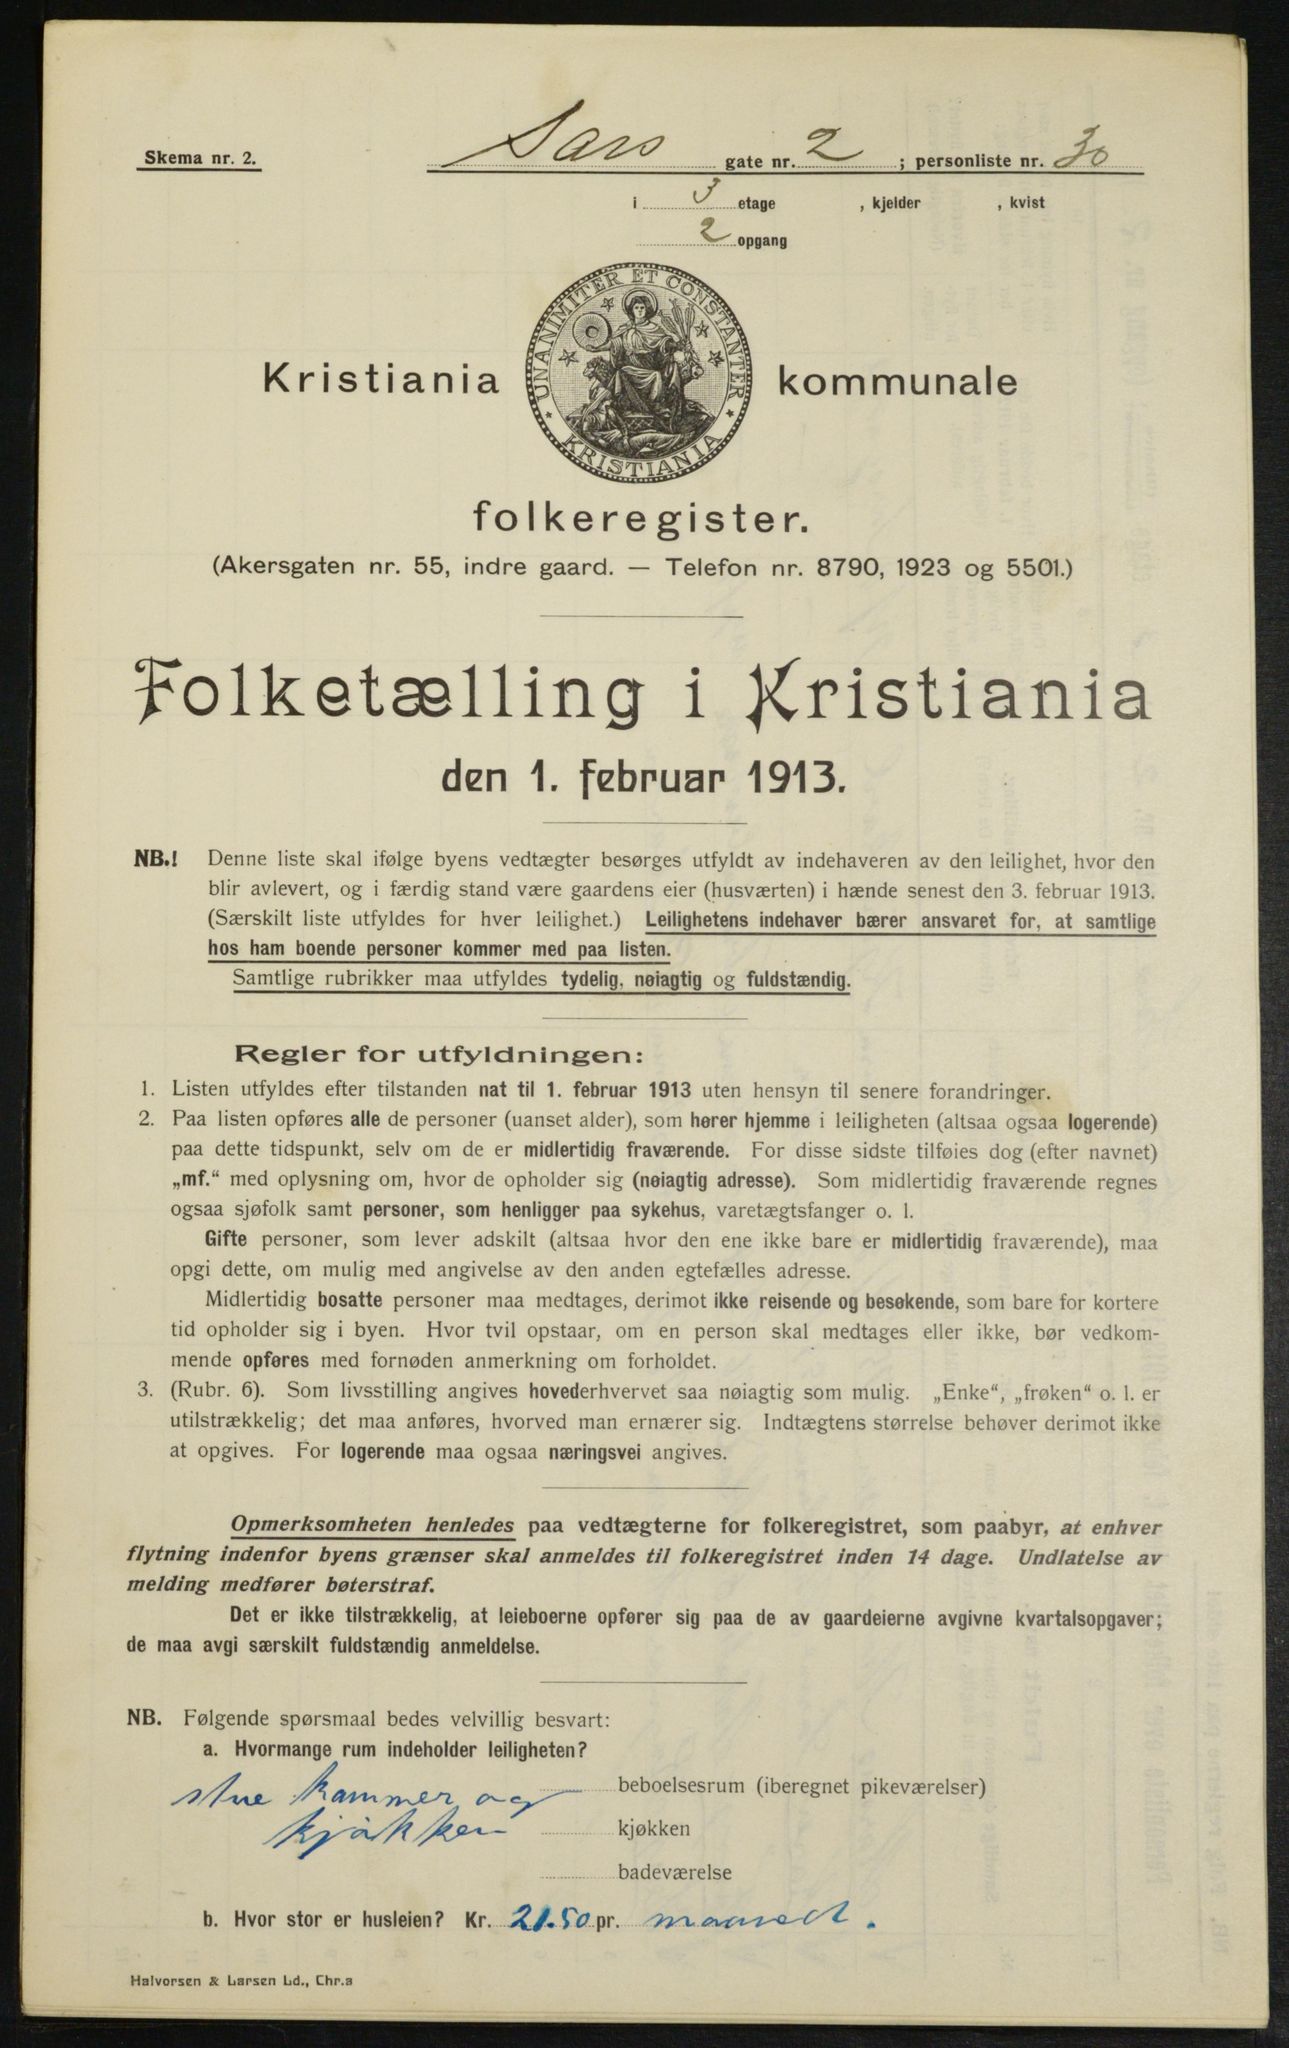 Skema nr. 2.
Sars gate nr. 2 ; personliste nr. 30
i 3 etage , kjelder , kvist
2 opgang
UNANIMITER ET CONSTANTER
KRISTIANIA
Kristiania kommunale
folkeregister.
(Akersgaten nr. 55, indre gaard. — Telefon nr. 8790, 1923 og 5501.)
Folketælling i Kristiania
den 1. februar 1913.
NB.! Denne liste skal ifølge byens vedtægter besørges utfyldt av indehaveren av den leilighet, hvor den
blir avlevert, og i færdig stand være gaardens eier (husværten) i hænde senest den 3. februar 1913.
(Særskilt liste utfyldes for hver leilighet.) Leilighetens indehaver bærer ansvaret for, at samtlige
hos ham boende personer kommer med paa listen.
Samtlige rubrikker maa utfyldes tydelig, nøiagtig og fuldstændig.
Regler for utfyldningen:
1. Listen utfyldes efter tilstanden nat til 1. februar 1913 uten hensyn til senere forandringer.
2. Paa listen opføres alle de personer (uanset alder), som hører hjemme i leiligheten (altsaa ogsaa logerende)
paa dette tidspunkt, selv om de er midlertidig fraværende. For disse sidste tilføies dog (efter navnet)
„mf.“ med oplysning om, hvor de opholder sig (nøiagtig adresse). Som midlertidig fraværende regnes
ogsaa sjøfolk samt personer, som henligger paa sykehus, varetægtsfanger o. l.
Gifte personer, som lever adskilt (altsaa hvor den ene ikke bare er midlertidig fraværende), maa
opgi dette, om mulig med angivelse av den anden egtefælles adresse.
Midlertidig bosatte personer maa medtages, derimot ikke reisende og besøkende, som bare for kortere
tid opholder sig i byen. Hvor tvil opstaar, om en person skal medtages eller ikke, bør vedkom-
mende opføres med fornøden anmerkning om forholdet.
3. (Rubr. 6). Som livsstilling angives hovederhvervet saa nøiagtig som mulig. „Enke“, „frøken“ o. l. er
utilstrækkelig; det maa anføres, hvorved man ernærer sig. Indtægtens størrelse behøver derimot ikke
at opgives. For logerende maa ogsaa næringsvei angives.
Opmerksomheten henledes paa vedtægterne for folkeregistret, som paabyr, at enhver
flytning indenfor byens grænser skal anmeldes til folkeregistret inden 14 dage. Undlatelse av
melding medfører bøterstraf.
Det er ikke tilstrækkelig, at leieboerne opfører sig paa de av gaardeierne avgivne kvartalsopgaver;
de maa avgi særskilt fuldstændig anmeldelse.
NB. Følgende spørsmaal bedes velvillig besvart:
a. Hvormange rum indeholder leiligheten?
stue kammer og beboelsesrum (iberegnet pikeværelser)
kjøkken kjøkken
badeværelse
b. Hvor stor er husleien? Kr. 21.50 pr. maaned.
Halvorsen & Larsen Ld., Chr.a